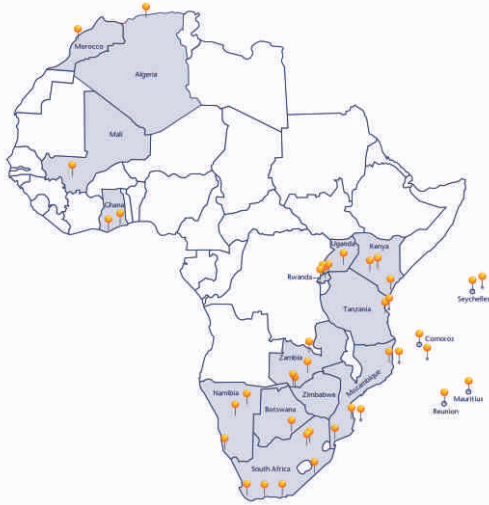 Morocco
Algeria
Mali
Ghana
Uganda
Kenya
Rwanda
Tanzania
Seychelles
Comoros
Zambia
Mozambique
Mauritius
Reunion
Namibia
Zimbabwe
Botswana
South Africa